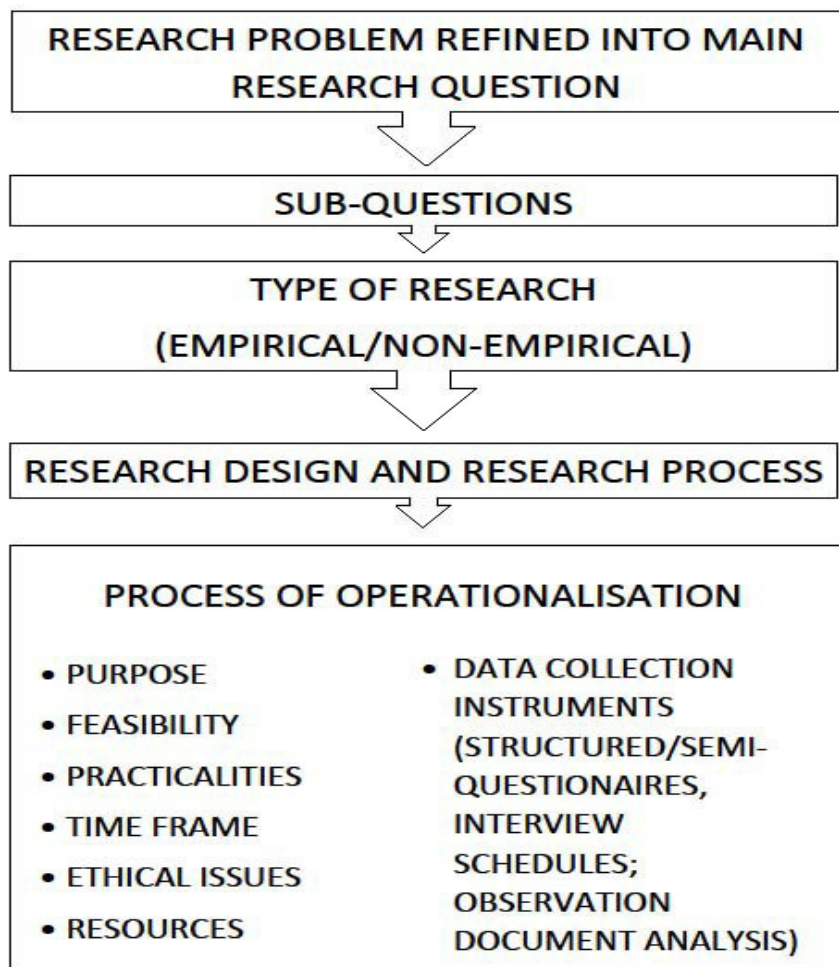 RESEARCH PROBLEM REFINED INTO MAIN
RESEARCH QUESTION
SUB-QUESTIONS
TYPE OF RESEARCH
(EMPIRICAL/NON-EMPIRICAL)
RESEARCH DESIGN AND RESEARCH PROCESS
PROCESS OF OPERATIONALISATION
• PURPOSE
• FEASIBILITY
• PRACTICALITIES
• TIME FRAME
• ETHICAL ISSUES
• RESOURCES
• DATA COLLECTION
INSTRUMENTS
(STRUCTURED/SEMI-
QUESTIONAIRES,
INTERVIEW
SCHEDULES;
OBSERVATION
DOCUMENT ANALYSIS)